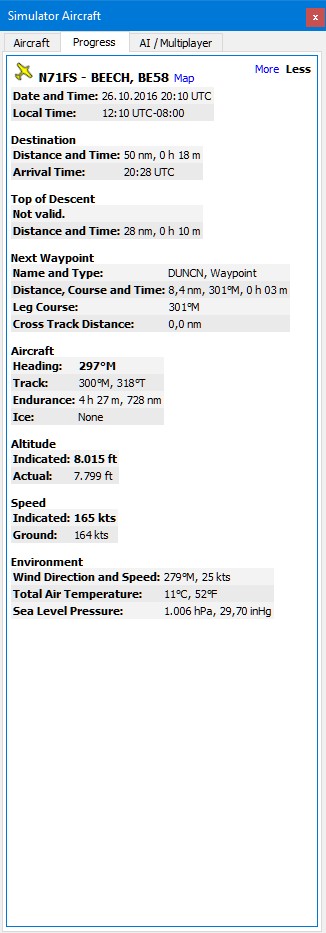 Simulator Aircraft
x
Aircraft Progress AI / Multiplayer
N71FS - BEECH, BE58 Map More Less
Date and Time: 26.10.2016 20:10 UTC
Local Time: 12:10 UTC-08:00
Destination
Distance and Time: 50 nm, 0 h 18 m
Arrival Time: 20:28 UTC
Top of Descent
Not valid.
Distance and Time: 28 nm, 0 h 10 m
Next Waypoint
Name and Type: DUNCN, Waypoint
Distance, Course and Time: 8,4 nm, 301°M, 0 h 03 m
Leg Course: 301°M
Cross Track Distance: 0,0 nm
Aircraft
Heading: 297°M
Track: 300°M, 318°T
Endurance: 4 h 27 m, 728 nm
Ice: None
Altitude
Indicated: 8.015 ft
Actual: 7.799 ft
Speed
Indicated: 165 kts
Ground: 164 kts
Environment
Wind Direction and Speed: 279°M, 25 kts
Total Air Temperature: 11°C, 52°F
Sea Level Pressure: 1.006 hPa, 29,70 inHg